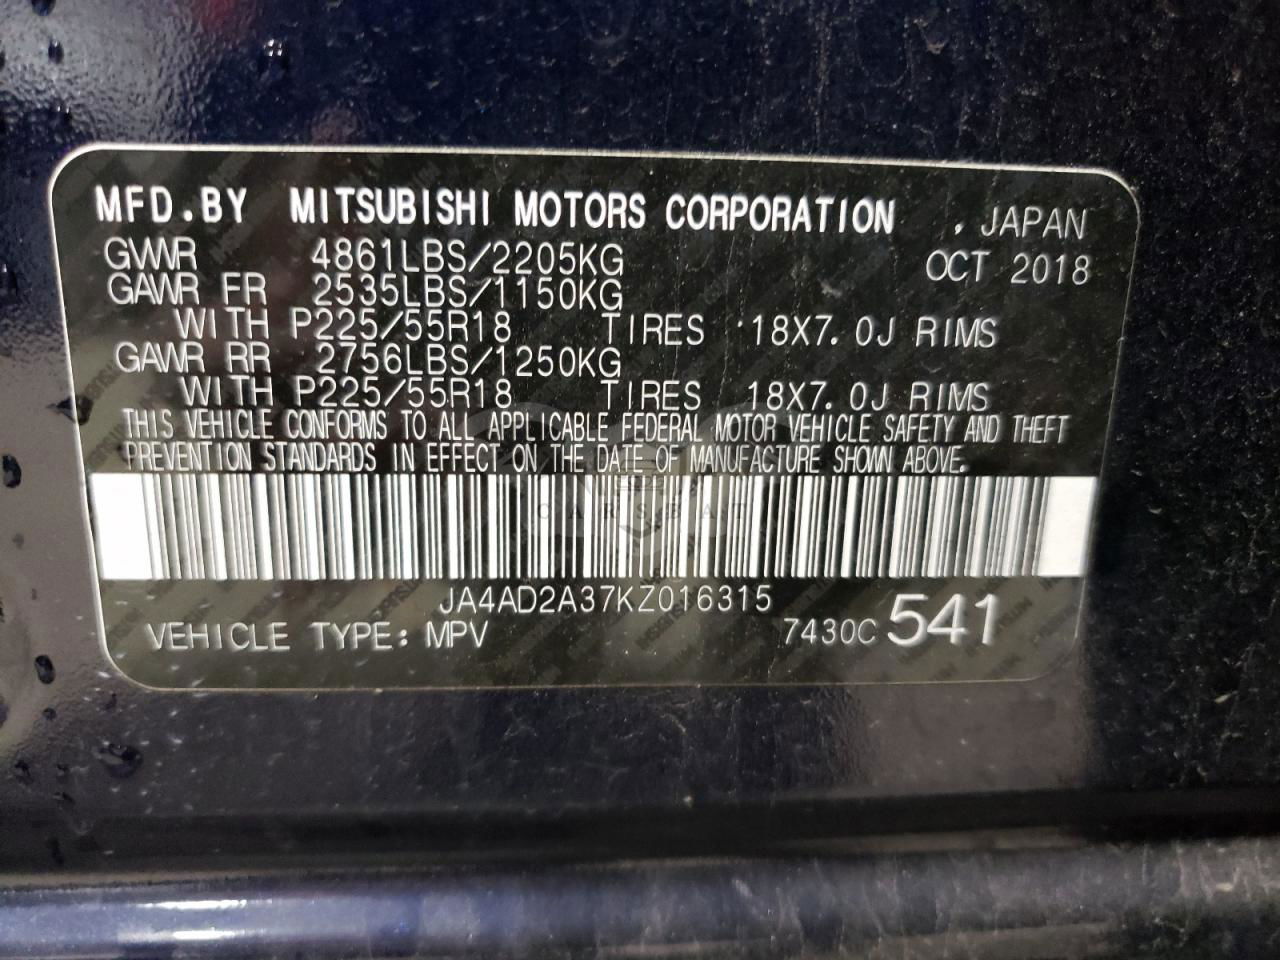 MFD.BY MITSUBISHI MOTORS CORPORATION , JAPAN
GVWR 4861LBS/2205KG OCT 2018
GAWR FR 2535LBS/1150KG
WITH P225/55R18 TIRES 18X7.0J RIMS
GAWR RR 2756LBS/1250KG
WITH P225/55R18 TIRES 18X7.0J RIMS
THIS VEHICLE CONFORMS TO ALL APPLICABLE FEDERAL MOTOR VEHICLE SAFETY AND THEFT
PREVENTION STANDARDS IN EFFECT ON THE DATE OF MANUFACTURE SHOWN ABOVE.
CARSBAT
JA4AD2A37KZ016315
VEHICLE TYPE: MPV 7430C 541